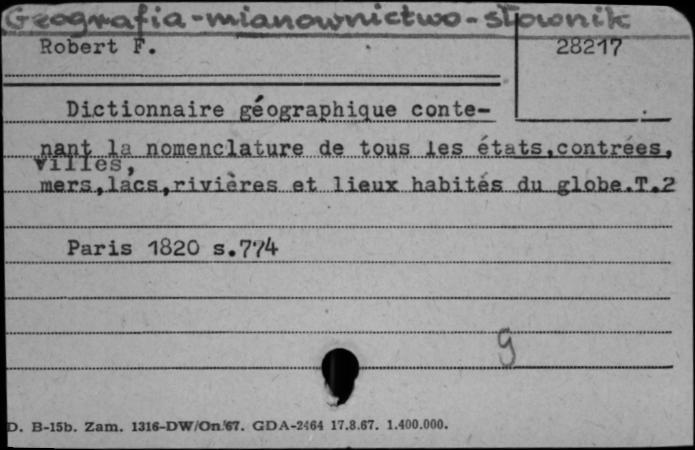 Geografia-mianownictwo-słownik
Robert F.
28217
Dictionnaire géographique conte-
nant la nomenclature de tous les états,contrées,
villes,
mers,lacs,rivières et lieux habités du globe.T.2
Paris 1820 s.774
g
D. B-15b. Zam. 1316-DW/On/67. GDA-2464 17.8.67. 1.400.000.